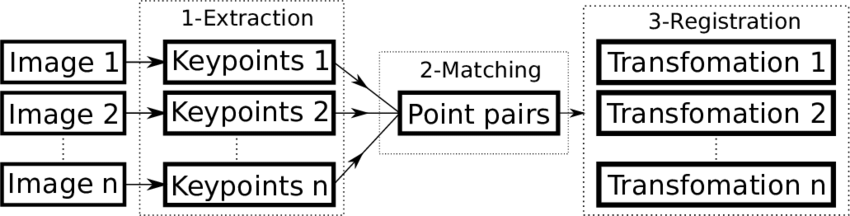 1-Extraction
3-Registration
2-Matching
Image 1
Keypoints 1
Transfomation 1
Image 2
Keypoints 2
Point pairs
Transfomation 2
Image n
Keypoints n
Transfomation n